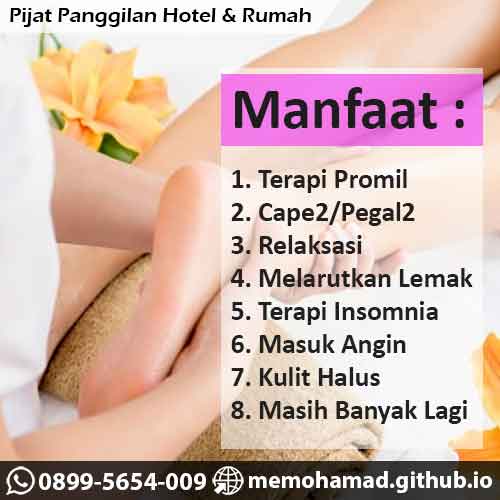 Pijat Panggilan Hotel & Rumah
Manfaat :
1. Terapi Promil
2. Cape2/Pegal2
3. Relaksasi
4. Melarutkan Lemak
5. Terapi Insomnia
6. Masuk Angin
7. Kulit Halus
8. Masih Banyak Lagi
0899-5654-009 memohamad.github.io